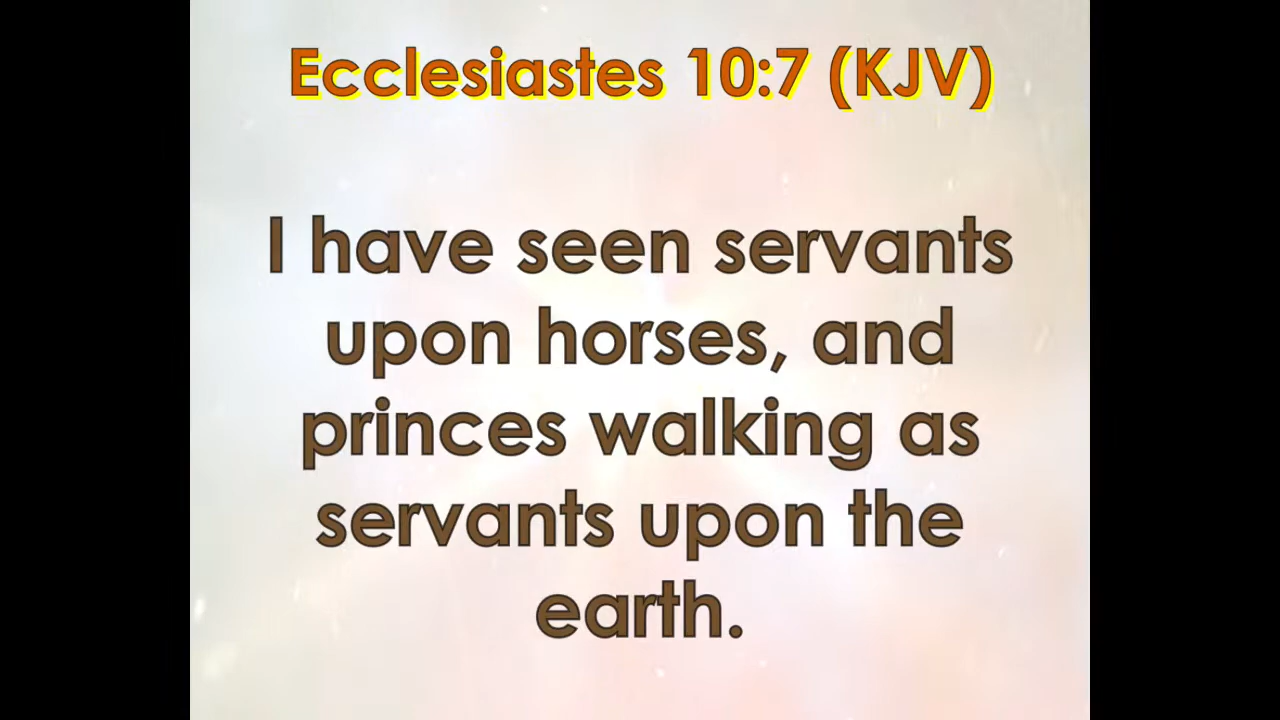 Ecclesiastes 10:7 (KJV)
I have seen servants
upon horses, and
princes walking as
servants upon the
earth.